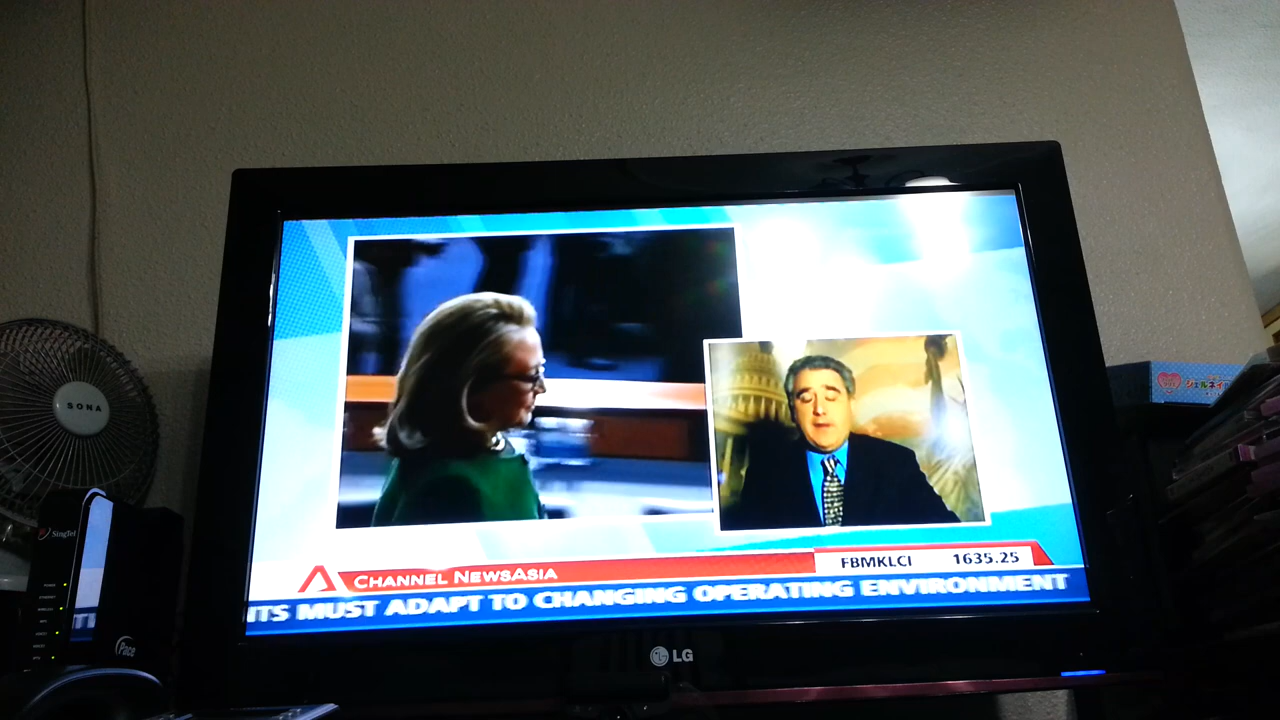 SONA
SingTel
Pace
FBMKLCI 1635.25
CHANNEL NEWSASIA
ITS MUST ADAPT TO CHANGING OPERATING ENVIRONMENT
LG